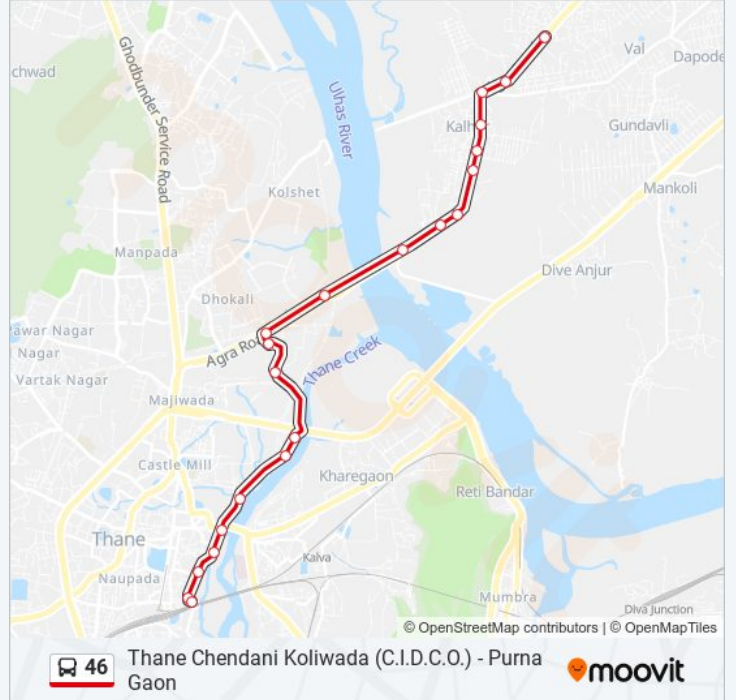 Val
chwad
Dapode
Ghodbunder Service Road
Ulhas River
Kalh
Gundavli
Kolshet
Mankoli
Manpada
Dive Anjur
Dhokali
awar Nagar
Nagar
Agra Ro
Thane Creek
Vartak Nagar
Majiwada
Castle Mill
Kharegaon
Reti Bandar
Thane
Kalva
Naupada
Mumbra
Diva Junction
© OpenStreetMap contributors | © OpenMapTiles
46
Thane Chendani Koliwada (C.I.D.C.O.) - Purna
Gaon
moovit